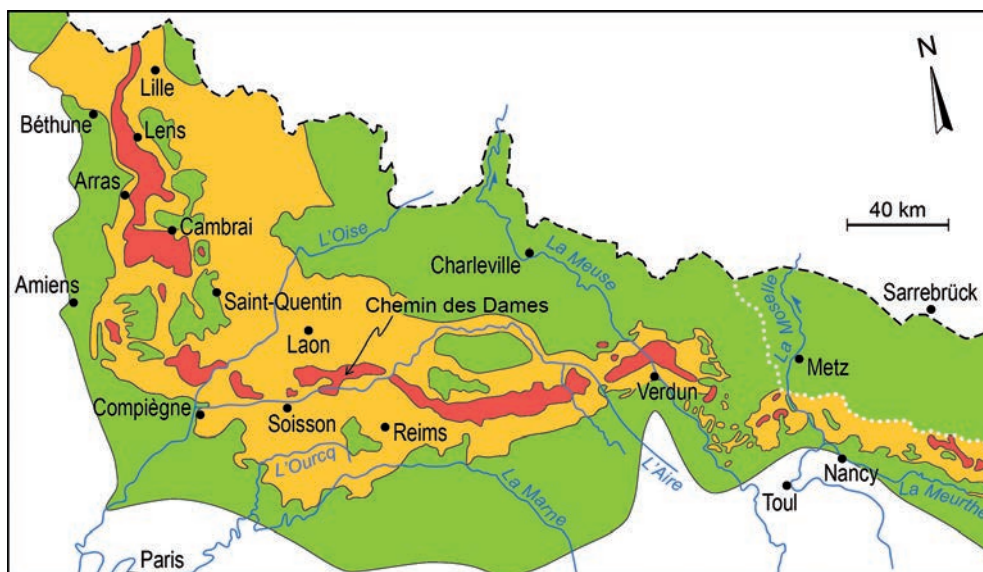 N
Lille
Béthune
Lens
Arras
Cambrai
L'Oise
Charleville
La Meuse
40 km
Amiens
Saint-Quentin
Chemin des Dames
Laon
La Moselle
Sarrebrück
Metz
Verdun
Compiègne
Soisson
Reims
L'Ourcq
La Marne
L'Aire
Toul
Nancy
La Meurthe
Paris